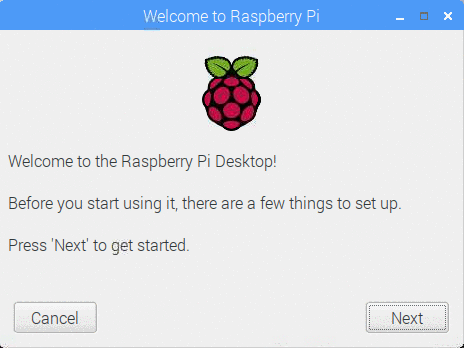 Welcome to Raspberry Pi
Welcome to the Raspberry Pi Desktop!
Before you start using it, there are a few things to set up.
Press 'Next' to get started.
Cancel
Next